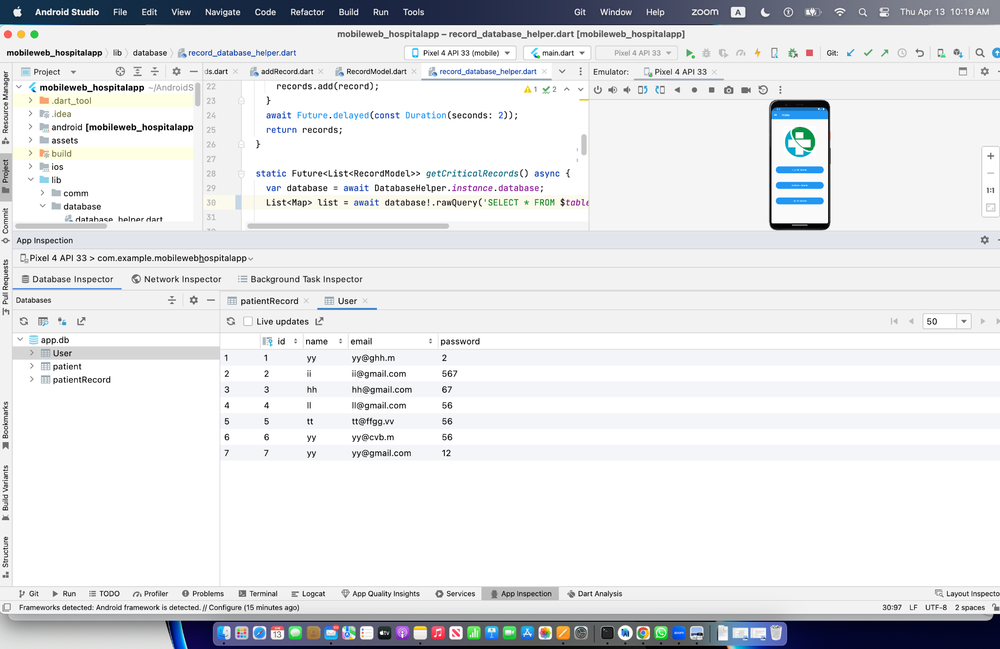 Android Studio File Edit View Navigate Code Refactor Build Run Tools Git Window Help zoom A Thu Apr 13 10:19 AM
mobileweb_hospitalapp – record_database_helper.dart [mobileweb_hospitalapp]
mobileweb_hospitalapp lib database record_database_helper.dart Pixel 4 API 33 (mobile) main.dart Pixel 4 API 33 Git:
Project ds.dart addRecord.dart RecordModel.dart record_database_helper.dart Emulator: Pixel 4 API 33
Resource Manager
Project
Commit
Pull Requests
Bookmarks
Build Variants
Structure
mobileweb_hospitalapp ~/AndroidS
.dart_tool
.idea
android [mobileweb_hospitalapp
assets
build
ios
lib
comm
database
database_helper.dart
22 records.add(record);
23 }
24 await Future.delayed(const Duration(seconds: 2));
25 return records;
26 }
27
28 static Future<List<RecordModel>> getCriticalRecords() async {
29 var database = await DatabaseHelper.instance.database;
30 List<Map> list = await database!.rawQuery('SELECT * FROM $table
31
1 2
Home
1:1
App Inspection
Pixel 4 API 33 > com.example.mobilewebhospitalapp
Database Inspector Network Inspector Background Task Inspector
Databases patientRecord User
Live updates 50
app.db
User
patient
patientRecord
id name email password
1 1 yy yy@ghh.m 2
2 2 ii ii@gmail.com 567
3 3 hh hh@gmail.com 67
4 4 ll ll@gmail.com 56
5 5 tt tt@ffgg.vv 56
6 6 yy yy@cvb.m 56
7 7 yy yy@gmail.com 12
Git Run TODO Profiler Problems Terminal Logcat App Quality Insights Services App Inspection Dart Analysis Layout Inspecto
Frameworks detected: Android framework is detected. // Configure (15 minutes ago) 30:97 LF UTF-8 2 spaces
APR
13
100
tv
zoom